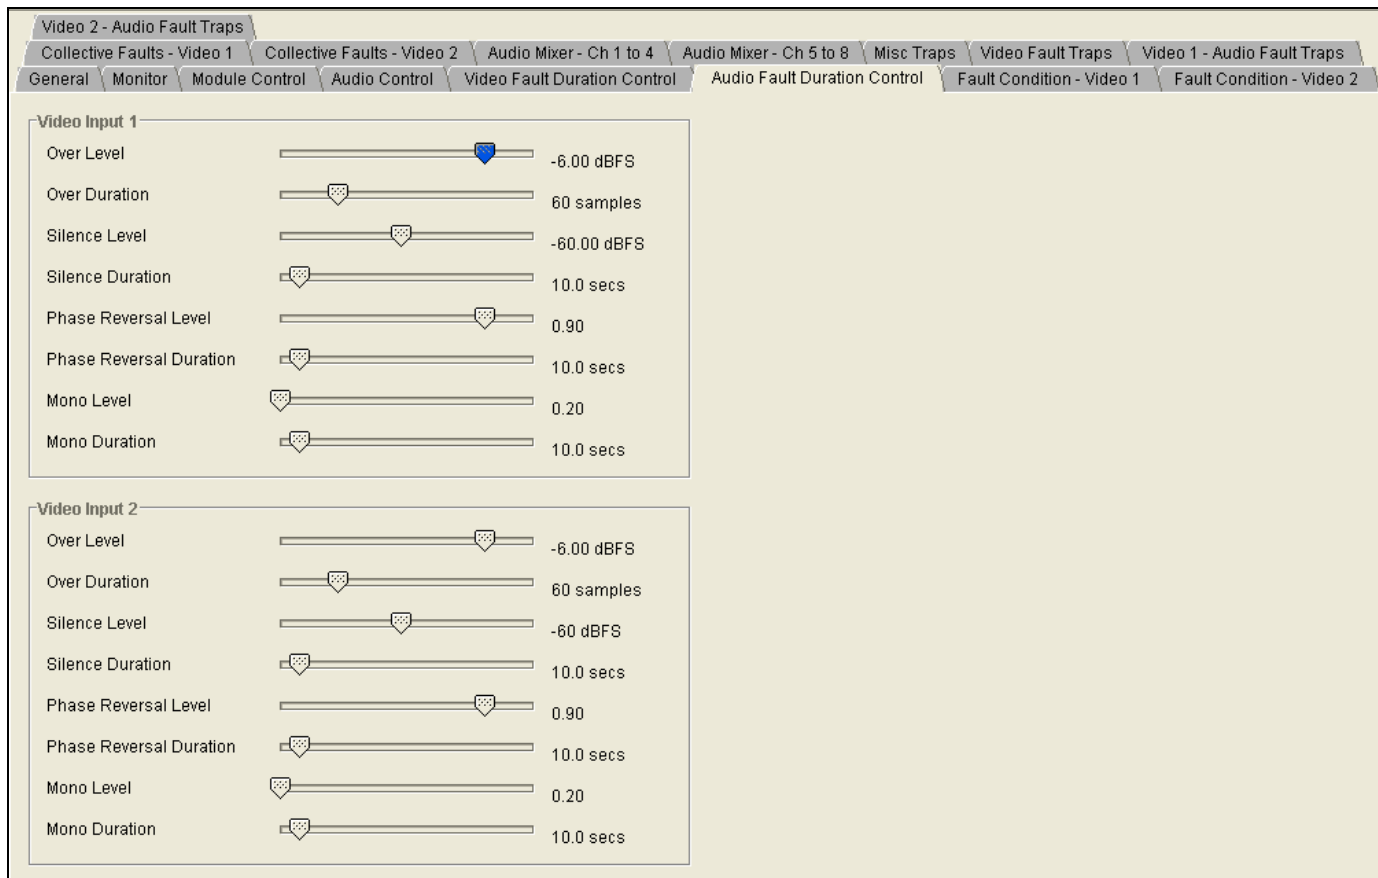 Video 2 - Audio Fault Traps
Collective Faults - Video 1 Collective Faults - Video 2 Audio Mixer - Ch 1 to 4 Audio Mixer - Ch 5 to 8 Misc Traps Video Fault Traps Video 1 - Audio Fault Traps
General Monitor Module Control Audio Control Video Fault Duration Control Audio Fault Duration Control Fault Condition - Video 1 Fault Condition - Video 2
Video Input 1
Over Level -6.00 dBFS
Over Duration 60 samples
Silence Level -60.00 dBFS
Silence Duration 10.0 secs
Phase Reversal Level 0.90
Phase Reversal Duration 10.0 secs
Mono Level 0.20
Mono Duration 10.0 secs
Video Input 2
Over Level -6.00 dBFS
Over Duration 60 samples
Silence Level -60 dBFS
Silence Duration 10.0 secs
Phase Reversal Level 0.90
Phase Reversal Duration 10.0 secs
Mono Level 0.20
Mono Duration 10.0 secs